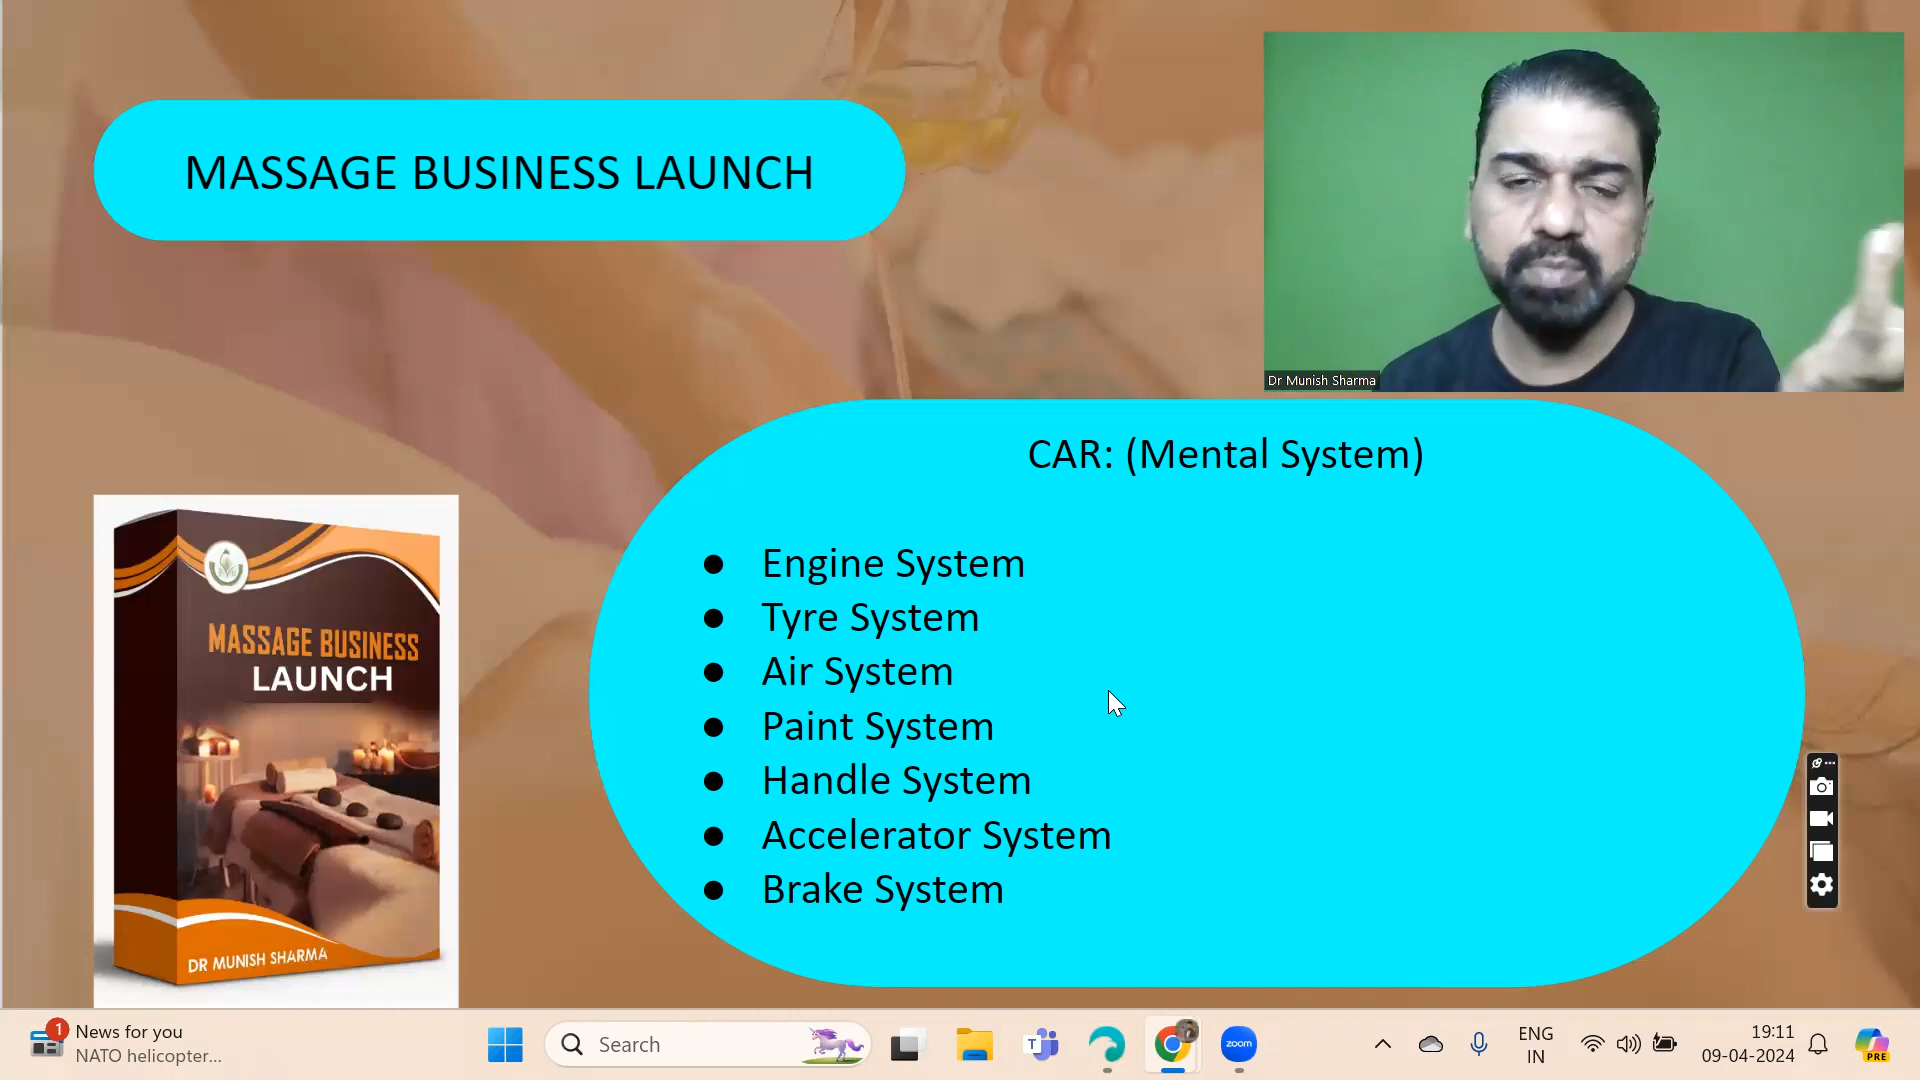 MASSAGE BUSINESS LAUNCH
Dr Munish Sharma
CAR: (Mental System)
● Engine System
● Tyre System
● Air System
● Paint System
● Handle System
● Accelerator System
● Brake System
MASSAGE BUSINESS
LAUNCH
DR MUNISH SHARMA
1
News for you
NATO helicopter...
Search
T
zoom
ENG
IN
19:11
09-04-2024
PRE